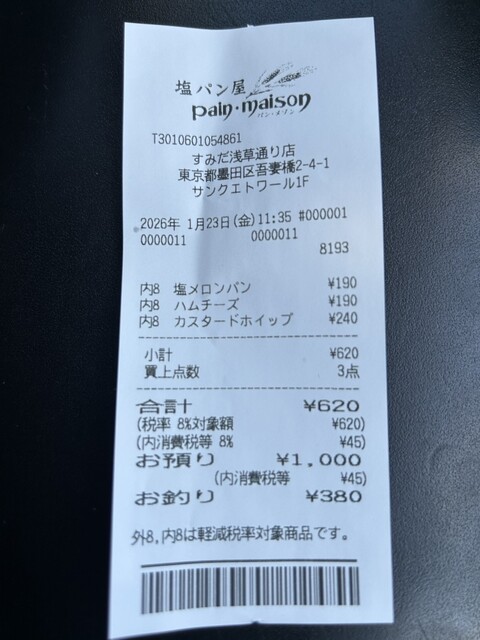 塩パン屋
pain・maison
パン・メゾン
T3010601054861
すみだ浅草通り店
東京都墨田区吾妻橋2-4-1
サンクエトワール1F
2026年 1月23日(金)11:35 #000001
0000011 0000011
8193
内8 塩メロンパン ¥190
内8 ハムチーズ ¥190
内8 カスタードホイップ ¥240
小計 ¥620
買上点数 3点
合計 ¥620
(税率 8%対象額 ¥620)
(内消費税等 8% ¥45)
お預り ¥1,000
(内消費税等 ¥45)
お釣り ¥380
外8,内8は軽減税率対象商品です。